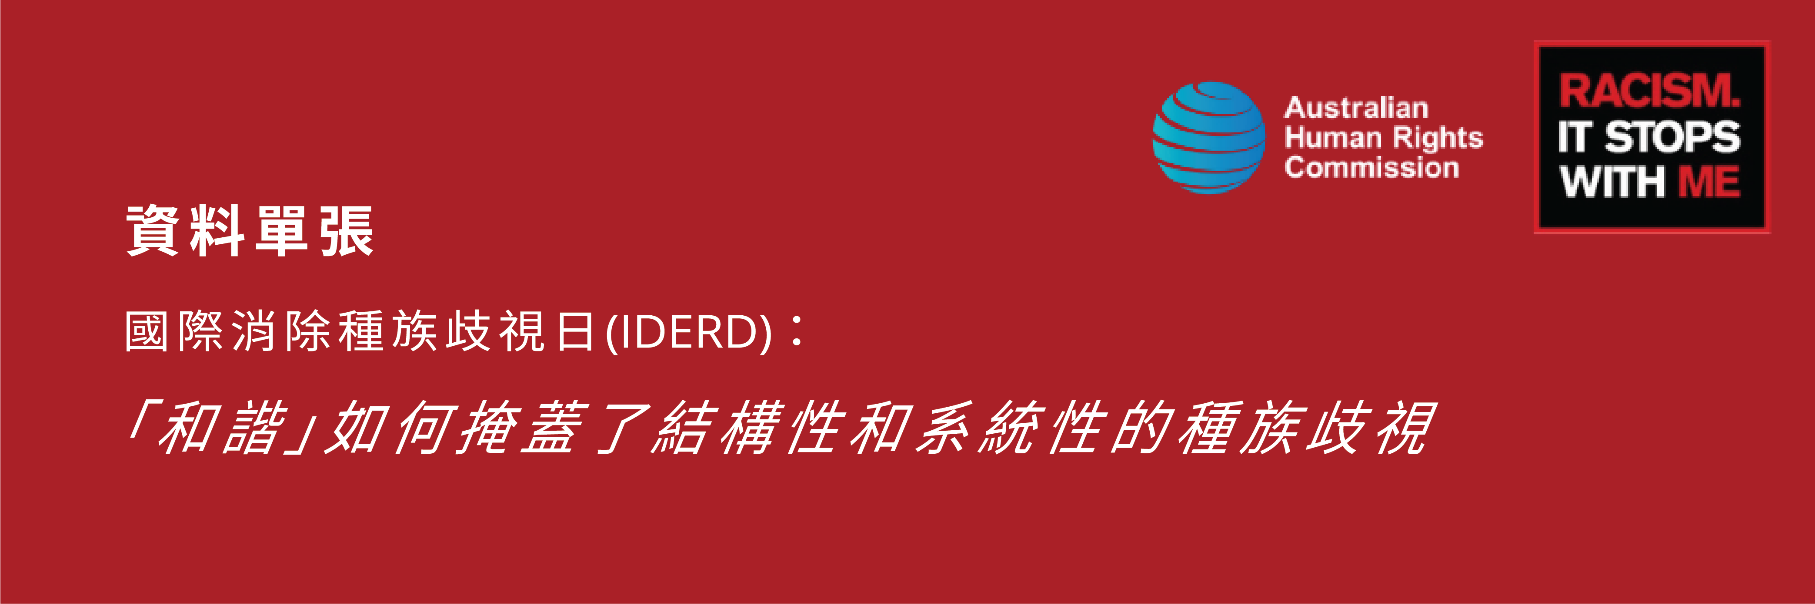 Australian
Human Rights
Commission
RACISM.
IT STOPS
WITH ME
資料單張
國際消除種族歧視日(IDERD)：
「和諧」如何掩蓋了結構性和系統性的種族歧視